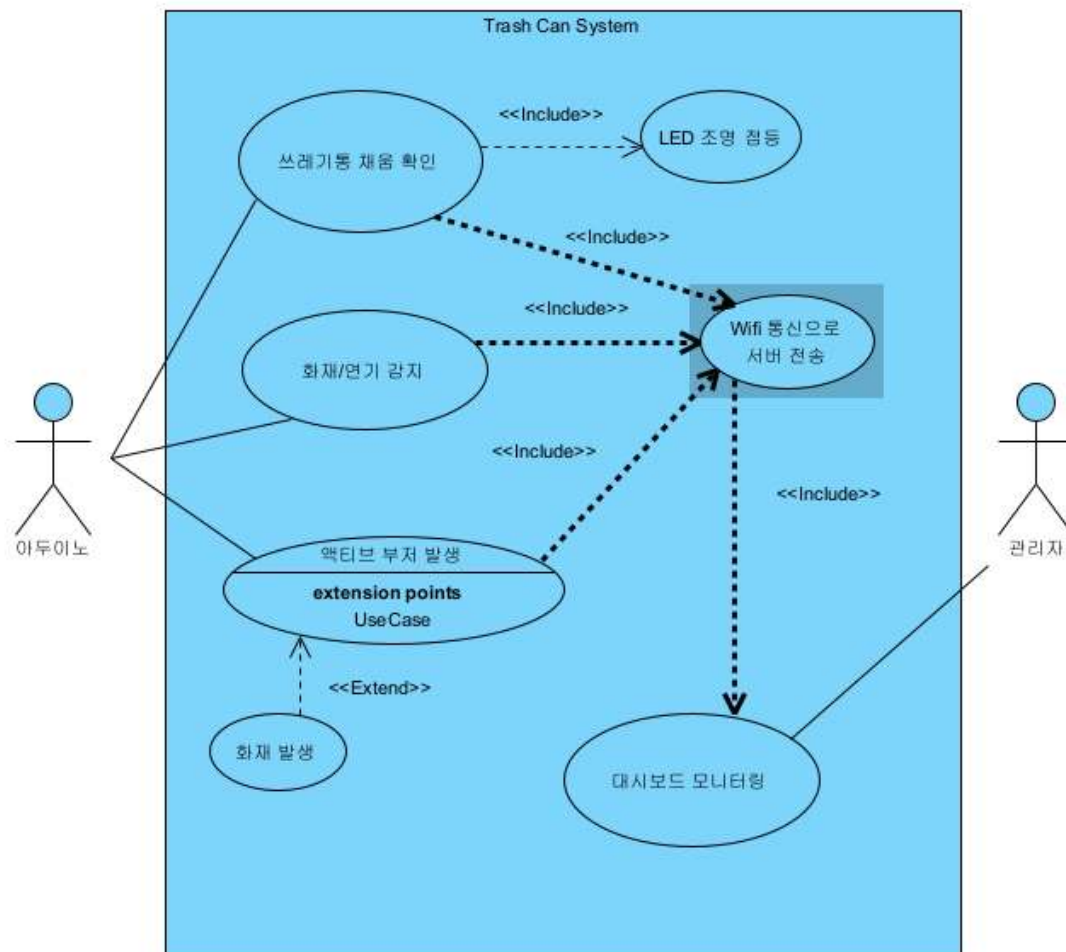 Trash Can System
<<Include>>
LED 조명 점등
쓰레기통 채움 확인
<<Include>>
<<Include>>
Wifi 통신으로
서버 전송
화재/연기 감지
<<Include>>
<<Include>>
아두이노
관리자
액티브 부저 발생
extension points
UseCase
<<Extend>>
화재 발생
대시보드 모니터링